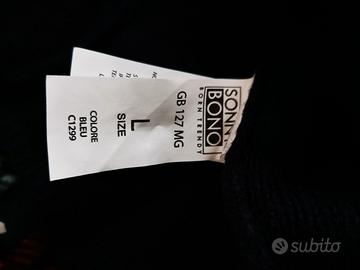 SONNY
BONO
BORN TRENDY
GB 127 MG
L
SIZE
COLORE
BLEU
C1299
subito